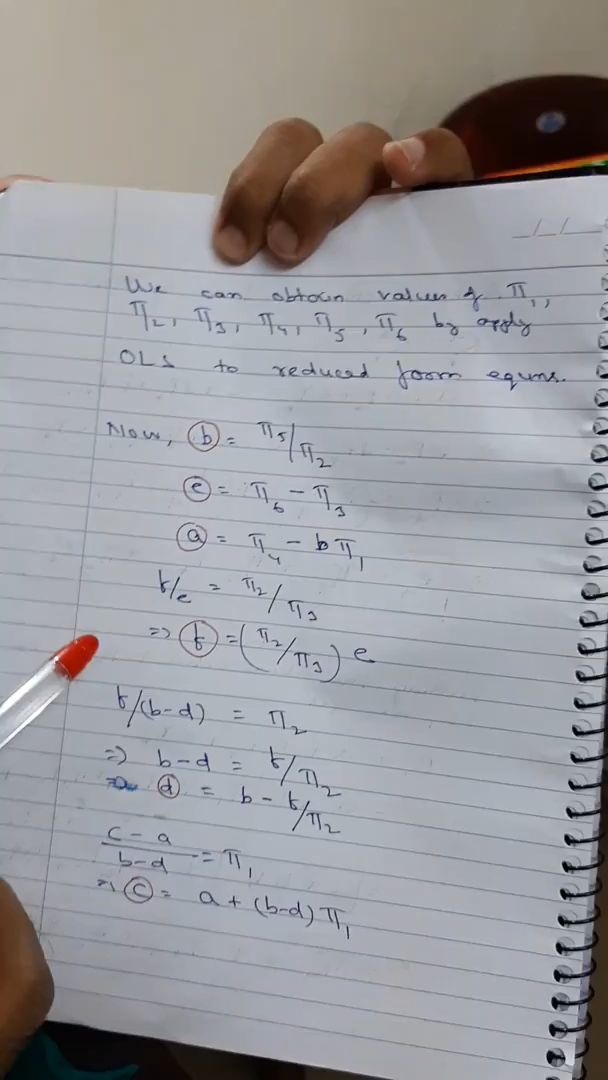 We can obtain values of π₁,
π₂, π₃, π₄, π₅, π₆ by apply
OLS to reduced form equns.
Now, b = π₅/π₂
e = π₆ - π₃
a = π₄ - bπ₁
f/e = π₂/π₃
=> f = (π₂/π₃) e
f/(b-d) = π₂
=> b-d = f/π₂
d = b - f/π₂
(c-a)/(b-d) = π₁
=> c = a + (b-d) π₁